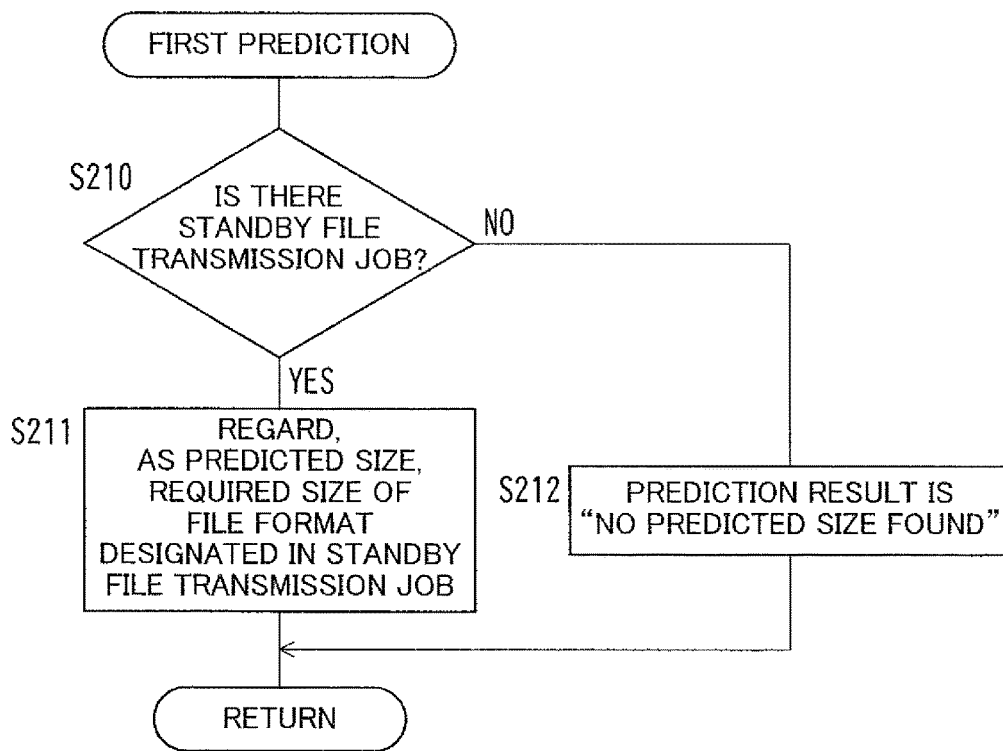 FIRST PREDICTION
S210
IS THERE
STANDBY FILE
TRANSMISSION JOB?
NO
YES
S211
REGARD,
AS PREDICTED SIZE,
REQUIRED SIZE OF
FILE FORMAT
DESIGNATED IN STANDBY
FILE TRANSMISSION JOB
S212
PREDICTION RESULT IS
“NO PREDICTED SIZE FOUND”
RETURN